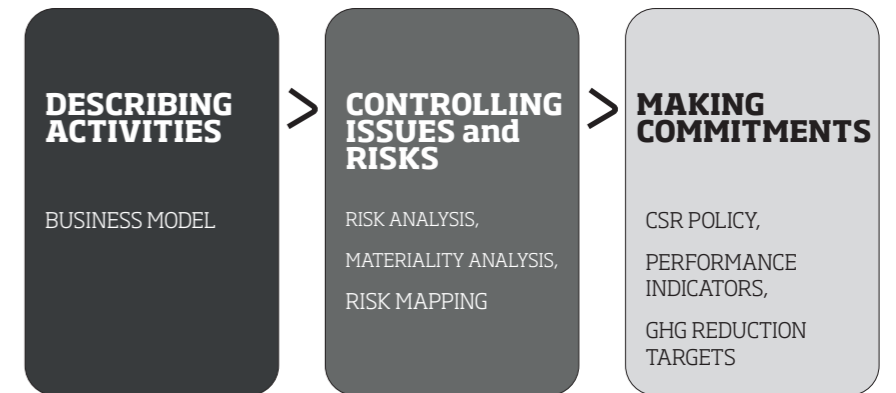 DESCRIBING
ACTIVITIES
BUSINESS MODEL
>
CONTROLLING
ISSUES and
RISKS
RISK ANALYSIS,
MATERIALITY ANALYSIS,
RISK MAPPING
>
MAKING
COMMITMENTS
CSR POLICY,
PERFORMANCE
INDICATORS,
GHG REDUCTION
TARGETS